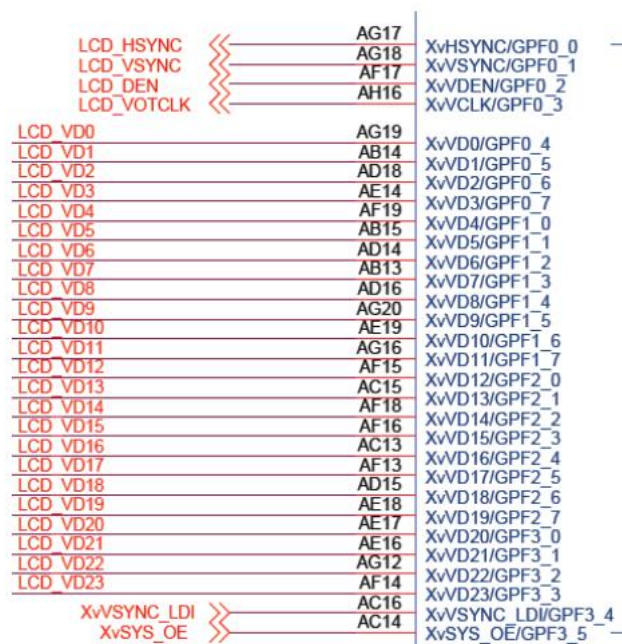 LCD_HSYNC AG17 XvHSYNC/GPF0_0
LCD_VSYNC AG18 XvVSYNC/GPF0_1
LCD_DEN AF17 XvVDEN/GPF0_2
LCD_VOTCLK AH16 XvVCLK/GPF0_3
LCD_VD0 AG19 XvVD0/GPF0_4
LCD_VD1 AB14 XvVD1/GPF0_5
LCD_VD2 AD18 XvVD2/GPF0_6
LCD_VD3 AE14 XvVD3/GPF0_7
LCD_VD4 AF19 XvVD4/GPF1_0
LCD_VD5 AB15 XvVD5/GPF1_1
LCD_VD6 AD14 XvVD6/GPF1_2
LCD_VD7 AB13 XvVD7/GPF1_3
LCD_VD8 AD16 XvVD8/GPF1_4
LCD_VD9 AG20 XvVD9/GPF1_5
LCD_VD10 AE19 XvVD10/GPF1_6
LCD_VD11 AG16 XvVD11/GPF1_7
LCD_VD12 AF15 XvVD12/GPF2_0
LCD_VD13 AC15 XvVD13/GPF2_1
LCD_VD14 AF18 XvVD14/GPF2_2
LCD_VD15 AF16 XvVD15/GPF2_3
LCD_VD16 AC13 XvVD16/GPF2_4
LCD_VD17 AF13 XvVD17/GPF2_5
LCD_VD18 AD15 XvVD18/GPF2_6
LCD_VD19 AE18 XvVD19/GPF2_7
LCD_VD20 AE17 XvVD20/GPF3_0
LCD_VD21 AE16 XvVD21/GPF3_1
LCD_VD22 AG12 XvVD22/GPF3_2
LCD_VD23 AF14 XvVD23/GPF3_3
XvVSYNC_LDI AC16 XvVSYNC_LDI/GPF3_4
XvSYS_OE AC14 XvSYS_OE/GPF3_5